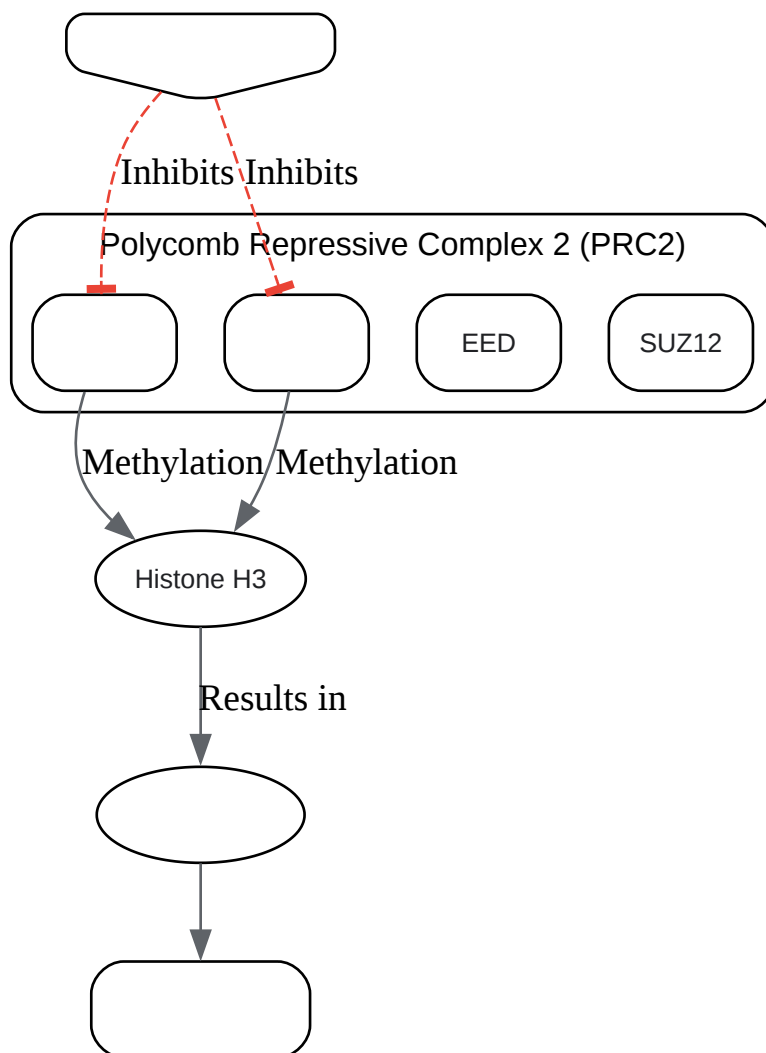 Inhibits Inhibits
Polycomb Repressive Complex 2 (PRC2)
EED
SUZ12
Methylation Methylation
Histone H3
Results in